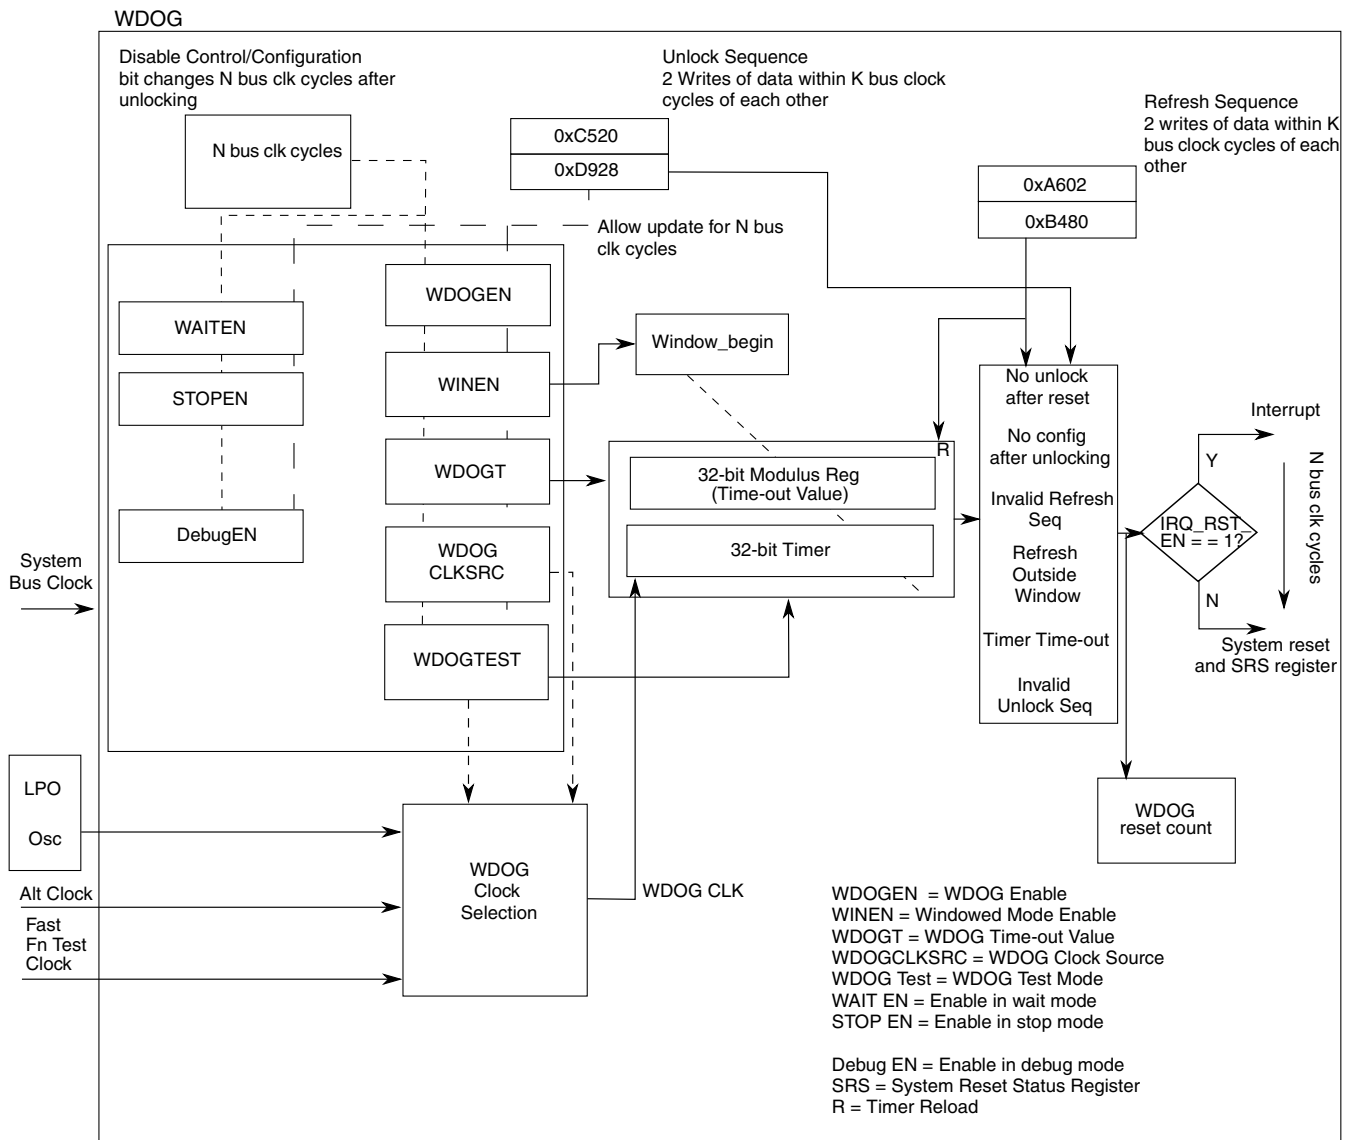 WDOG
Disable Control/Configuration
bit changes N bus clk cycles after
unlocking
N bus clk cycles
Unlock Sequence
2 Writes of data within K bus clock
cycles of each other
0xC520
0xD928
Allow update for N bus
clk cycles
Refresh Sequence
2 writes of data within K
bus clock cycles of each
other
0xA602
0xB480
WDOGEN
WAITEN
WINEN
STOPEN
WDOGT
DebugEN
WDOG
CLKSRC
WDOGTEST
Window_begin
R
32-bit Modulus Reg
(Time-out Value)
32-bit Timer
No unlock
after reset
No config
after unlocking
Invalid Refresh
Seq
Refresh
Outside
Window
Timer Time-out
Invalid
Unlock Seq
Interrupt
Y
IRQ_RST_
EN = = 1?
N
N bus clk cycles
System reset
and SRS register
System
Bus Clock
LPO
Osc
Alt Clock
Fast
Fn Test
Clock
WDOG
Clock
Selection
WDOG CLK
WDOG
reset count
WDOGEN = WDOG Enable
WINEN = Windowed Mode Enable
WDOGT = WDOG Time-out Value
WDOGCLKSRC = WDOG Clock Source
WDOG Test = WDOG Test Mode
WAIT EN = Enable in wait mode
STOP EN = Enable in stop mode
Debug EN = Enable in debug mode
SRS = System Reset Status Register
R = Timer Reload